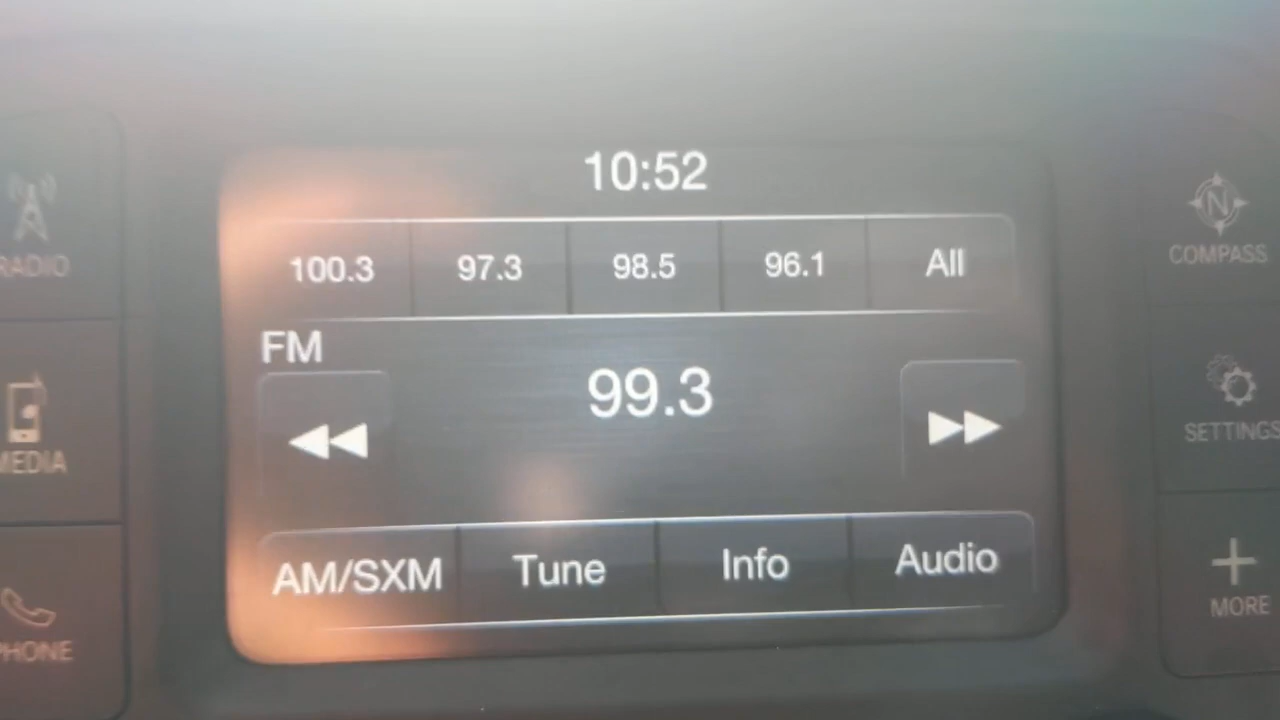 10:52
100.3 97.3 98.5 96.1 All
FM
99.3
AM/SXM Tune Info Audio
RADIO
MEDIA
PHONE
N
COMPASS
SETTINGS
MORE